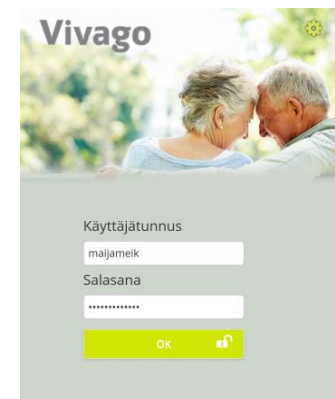 Vivago
Käyttäjätunnus
maijameik
Salasana
•••••••••••••
OK